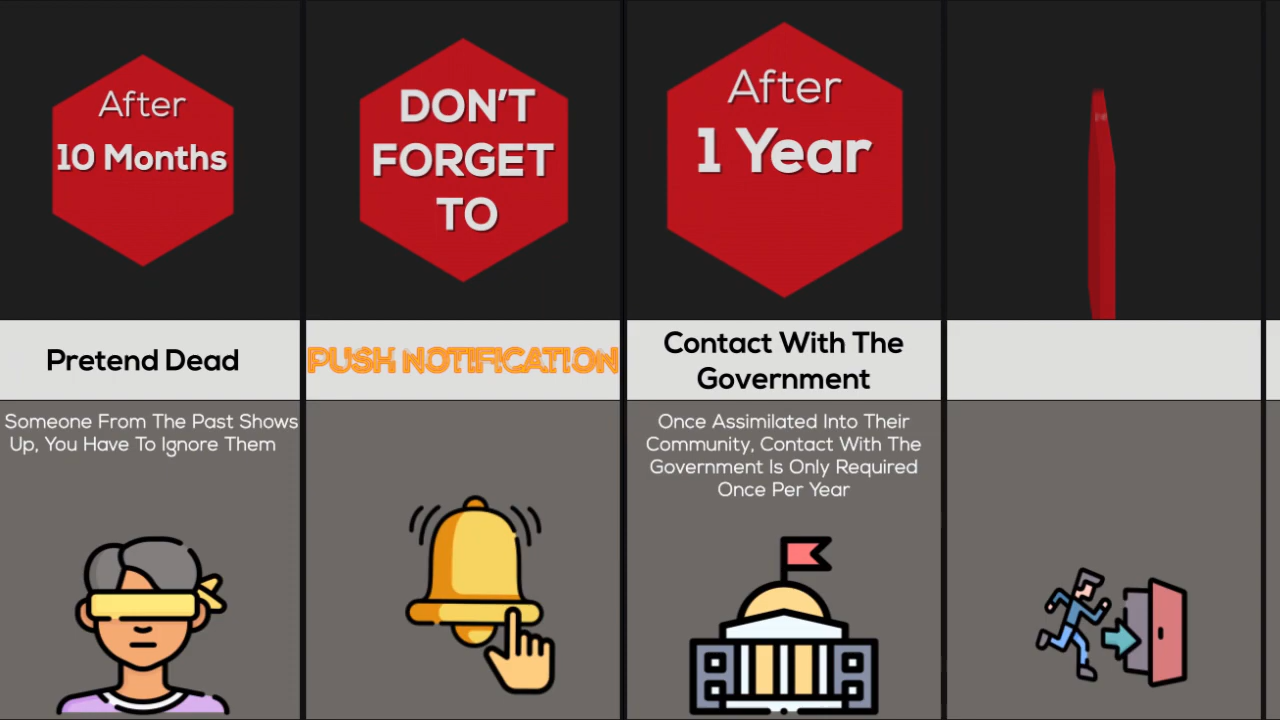 After
10 Months
Pretend Dead
Someone From The Past Shows
Up, You Have To Ignore Them
DON'T
FORGET
TO
PUSH NOTIFICATION
After
1 Year
Contact With The
Government
Once Assimilated Into Their
Community, Contact With The
Government Is Only Required
Once Per Year